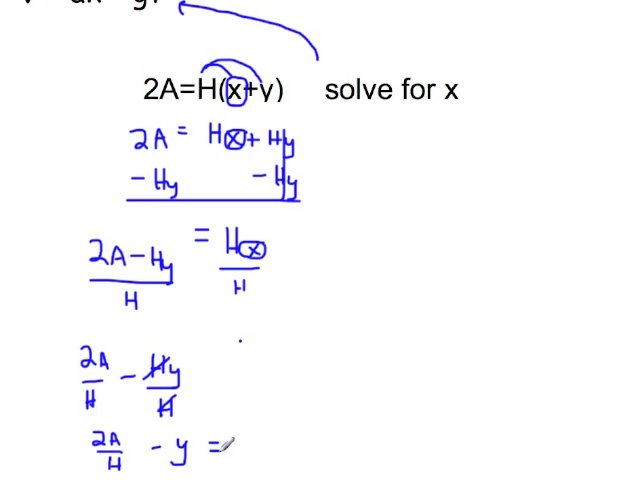 2A=H(x+y) solve for x
2A = Hx + Hy
- Hy - Hy
2A - Hy = Hx
H H
2A - Hy
H H
2A - y =
H